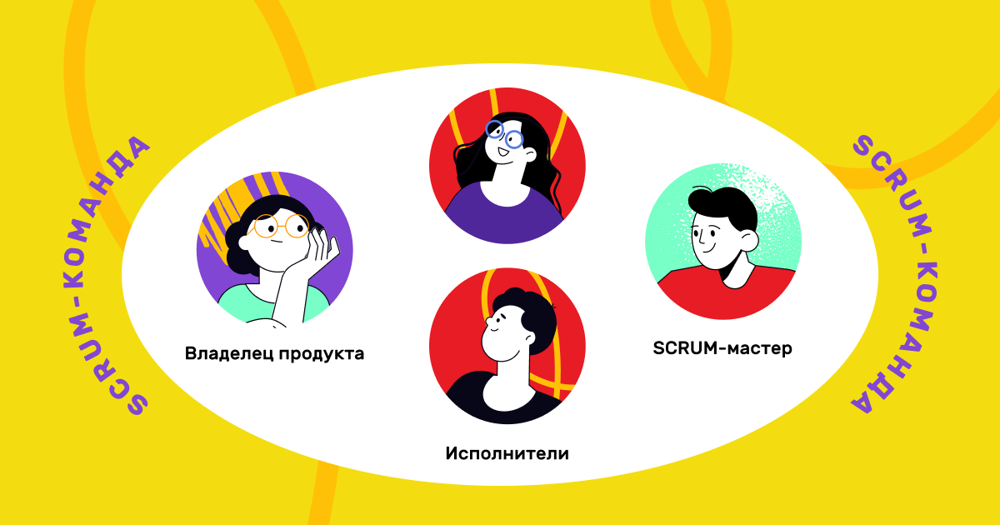 SCRUM-КОМАНДА
SCRUM-КОМАНДА
Владелец продукта
SCRUM-мастер
Исполнители